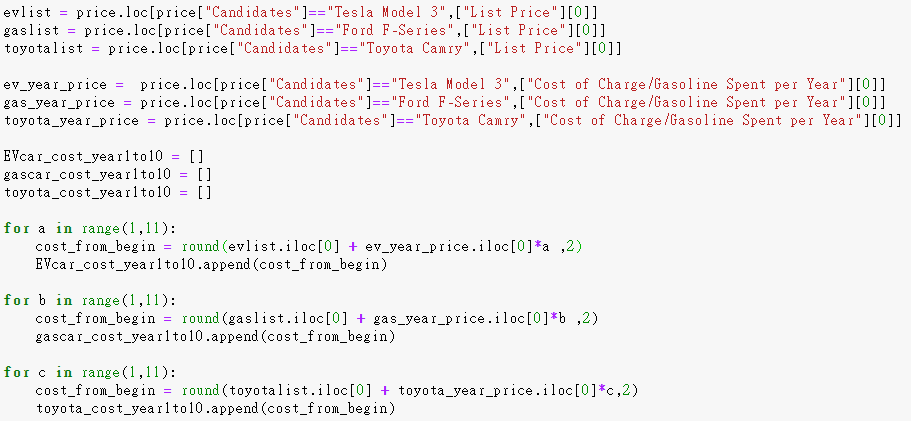 evlist = price.loc[price["Candidates"]=="Tesla Model 3",["List Price"][0]]
gaslist = price.loc[price["Candidates"]=="Ford F-Series",["List Price"][0]]
toyotalist = price.loc[price["Candidates"]=="Toyota Camry",["List Price"][0]]

ev_year_price =  price.loc[price["Candidates"]=="Tesla Model 3",["Cost of Charge/Gasoline Spent per Year"][0]]
gas_year_price = price.loc[price["Candidates"]=="Ford F-Series",["Cost of Charge/Gasoline Spent per Year"][0]]
toyota_year_price = price.loc[price["Candidates"]=="Toyota Camry",["Cost of Charge/Gasoline Spent per Year"][0]]

EVcar_cost_year1to10 = []
gascar_cost_year1to10 = []
toyota_cost_year1to10 = []

for a in range(1,11):
    cost_from_begin = round(evlist.iloc[0] + ev_year_price.iloc[0]*a ,2)
    EVcar_cost_year1to10.append(cost_from_begin)

for b in range(1,11):
    cost_from_begin = round(gaslist.iloc[0] + gas_year_price.iloc[0]*b ,2)
    gascar_cost_year1to10.append(cost_from_begin)

for c in range(1,11):
    cost_from_begin = round(toyotalist.iloc[0] + toyota_year_price.iloc[0]*c,2)
    toyota_cost_year1to10.append(cost_from_begin)